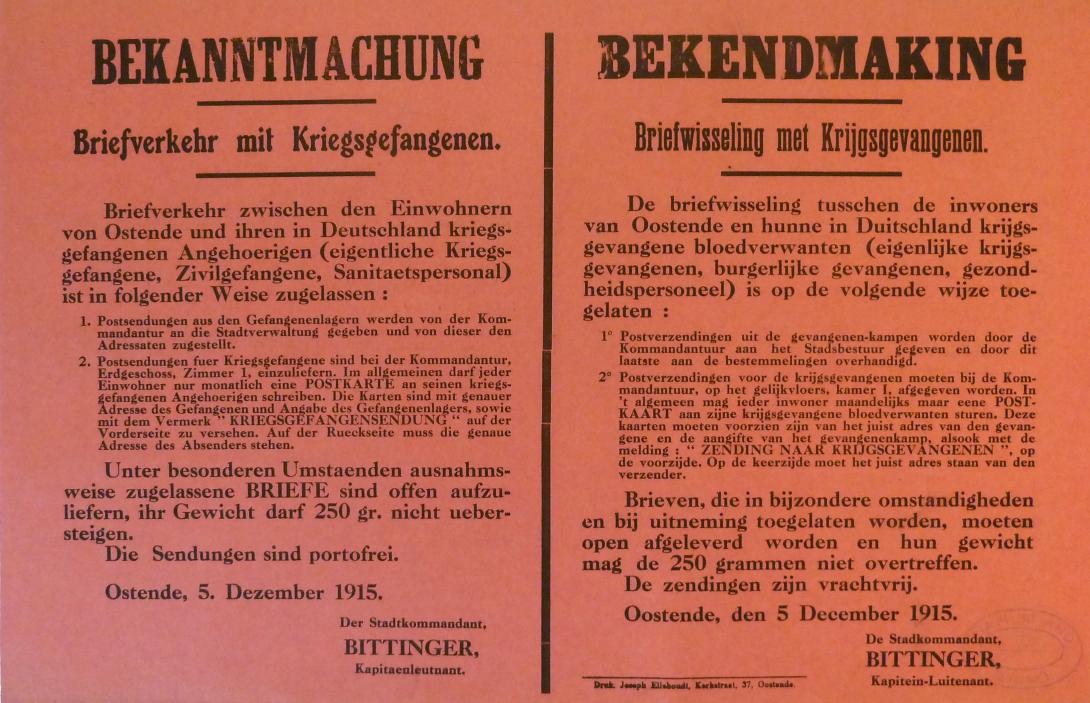 BEKANNTMACHUNG
Briefverkehr mit Kriegsgefangenen.
Briefverkehr zwischen den Einwohnern
von Ostende und ihren in Deutschland kriegs-
gefangenen Angehoerigen (eigentliche Kriegs-
gefangene, Zivilgefangene, Sanitaetspersonal)
ist in folgender Weise zugelassen :
1. Postsendungen aus den Gefangenenlagern werden von der Kom-
mandantur an die Stadtverwaltung gegeben und von dieser den
Adressaten zugestellt.
2. Postsendungen fuer Kriegsgefangene sind bei der Kommandantur,
Erdgeschoss, Zimmer 1, einzuliefern. Im allgemeinen darf jeder
Einwohner nur monatlich eine POSTKARTE an seinen kriegs-
gefangenen Angehoerigen schreiben. Die Karten sind mit genauer
Adresse des Gefangenen und Angabe des Gefangenenlagers, sowie
mit dem Vermerk " KRIEGSGEFANGENSENDUNG " auf der
Vorderseite zu versehen. Auf der Rueckseite muss die genaue
Adresse des Absenders stehen.
Unter besonderen Umstaenden ausnahms-
weise zugelassene BRIEFE sind offen aufzu-
liefern, ihr Gewicht darf 250 gr. nicht ueber-
steigen.
Die Sendungen sind portofrei.
Ostende, 5. Dezember 1915.
Der Stadtkommandant,
BITTINGER,
Kapitaenleutnant.
BEKENDMAKING
Briefwisseling met Krijgsgevangenen.
De briefwisseling tusschen de inwoners
van Oostende en hunne in Duitschland krijgs-
gevangene bloedverwanten (eigenlijke krijgs-
gevangenen, burgerlijke gevangenen, gezond-
heidspersoneel) is op de volgende wijze toe-
gelaten :
1° Postverzendingen uit de gevangenen-kampen worden door de
Kommandantuur aan het Stadsbestuur gegeven en door dit
laatste aan de bestemmelingen overhandigd.
2° Postverzendingen voor de krijgsgevangenen moeten bij de Kom-
mandantuur, op het gelijkvloers, kamer 1, afgegeven worden. In
't algemeen mag ieder inwoner maandelijks maar eene POST-
KAART aan zijne krijgsgevangene bloedverwanten sturen. Deze
kaarten moeten voorzien zijn van het juist adres van den gevan-
gene en de aangifte van het gevangenenkamp, alsook met de
melding : " ZENDING NAAR KRIJGSGEVANGENEN ", op
de voorzijde. Op de keerzijde moet het juist adres staan van den
verzender.
Brieven, die in bijzondere omstandigheden
en bij uitneming toegelaten worden, moeten
open afgeleverd worden en hun gewicht
mag de 250 grammen niet overtreffen.
De zendingen zijn vrachtvrij.
Oostende, den 5 December 1915.
De Stadkommandant,
BITTINGER,
Kapitein-Luitenant.
Druk. Joseph Elleboudt, Kerkstraat, 37, Oostende.